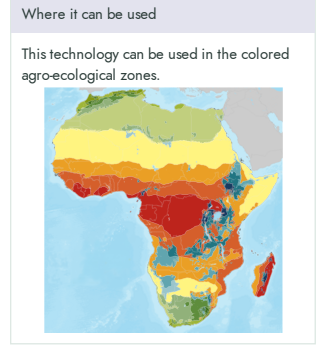 Where it can be used
This technology can be used in the colored
agro-ecological zones.